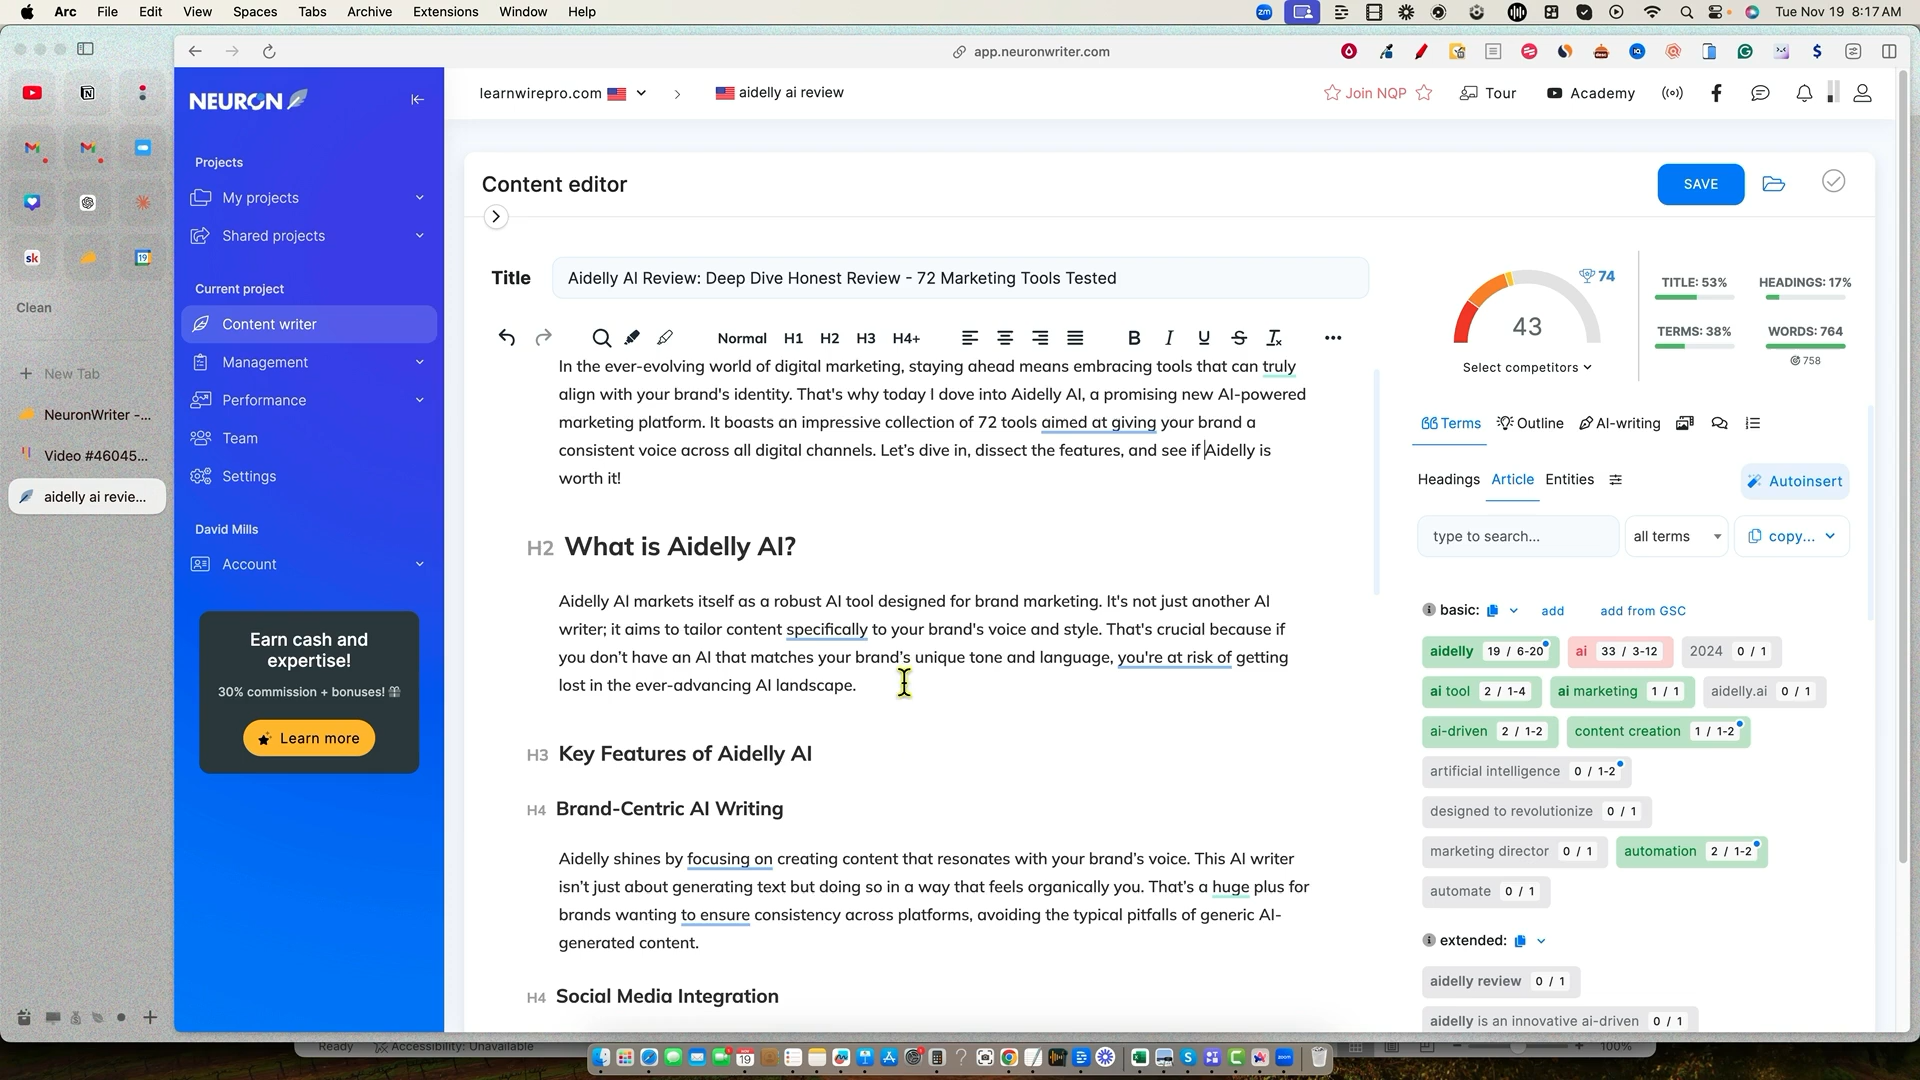 Arc File Edit View Spaces Tabs Archive Extensions Window Help
Tue Nov 19 8:17 AM
app.neuronwriter.com
Clean
New Tab
NeuronWriter -...
Video #46045...
aidelly ai revie...
NEURON
Projects
My projects
Shared projects
Current project
Content writer
Management
Performance
Team
Settings
David Mills
Account
Earn cash and
expertise!
30% commission + bonuses!
Learn more
learnwirepro.com
aidelly ai review
Join NQP
Tour
Academy
Content editor
SAVE
Title
Aidelly AI Review: Deep Dive Honest Review - 72 Marketing Tools Tested
Normal H1 H2 H3 H4+
In the ever-evolving world of digital marketing, staying ahead means embracing tools that can truly
align with your brand's identity. That's why today I dove into Aidelly AI, a promising new AI-powered
marketing platform. It boasts an impressive collection of 72 tools aimed at giving your brand a
consistent voice across all digital channels. Let's dive in, dissect the features, and see if Aidelly is
worth it!
H2 What is Aidelly AI?
Aidelly AI markets itself as a robust AI tool designed for brand marketing. It's not just another AI
writer; it aims to tailor content specifically to your brand's voice and style. That's crucial because if
you don't have an AI that matches your brand's unique tone and language, you're at risk of getting
lost in the ever-advancing AI landscape.
H3 Key Features of Aidelly AI
H4 Brand-Centric AI Writing
Aidelly shines by focusing on creating content that resonates with your brand's voice. This AI writer
isn't just about generating text but doing so in a way that feels organically you. That's a huge plus for
brands wanting to ensure consistency across platforms, avoiding the typical pitfalls of generic AI-
generated content.
H4 Social Media Integration
74
43
Select competitors
TITLE: 53%
HEADINGS: 17%
TERMS: 38%
WORDS: 764
758
Terms
Outline
AI-writing
Headings
Article
Entities
Autoinsert
type to search...
all terms
copy...
basic:
add
add from GSC
aidelly 19 / 6-20
ai 33 / 3-12
2024 0 / 1
ai tool 2 / 1-4
ai marketing 1 / 1
aidelly.ai 0 / 1
ai-driven 2 / 1-2
content creation 1 / 1-2
artificial intelligence 0 / 1-2
designed to revolutionize 0 / 1
marketing director 0 / 1
automation 2 / 1-2
automate 0 / 1
extended:
aidelly review 0 / 1
aidelly is an innovative ai-driven 0 / 1
Ready
Accessibility: Unavailable
100%